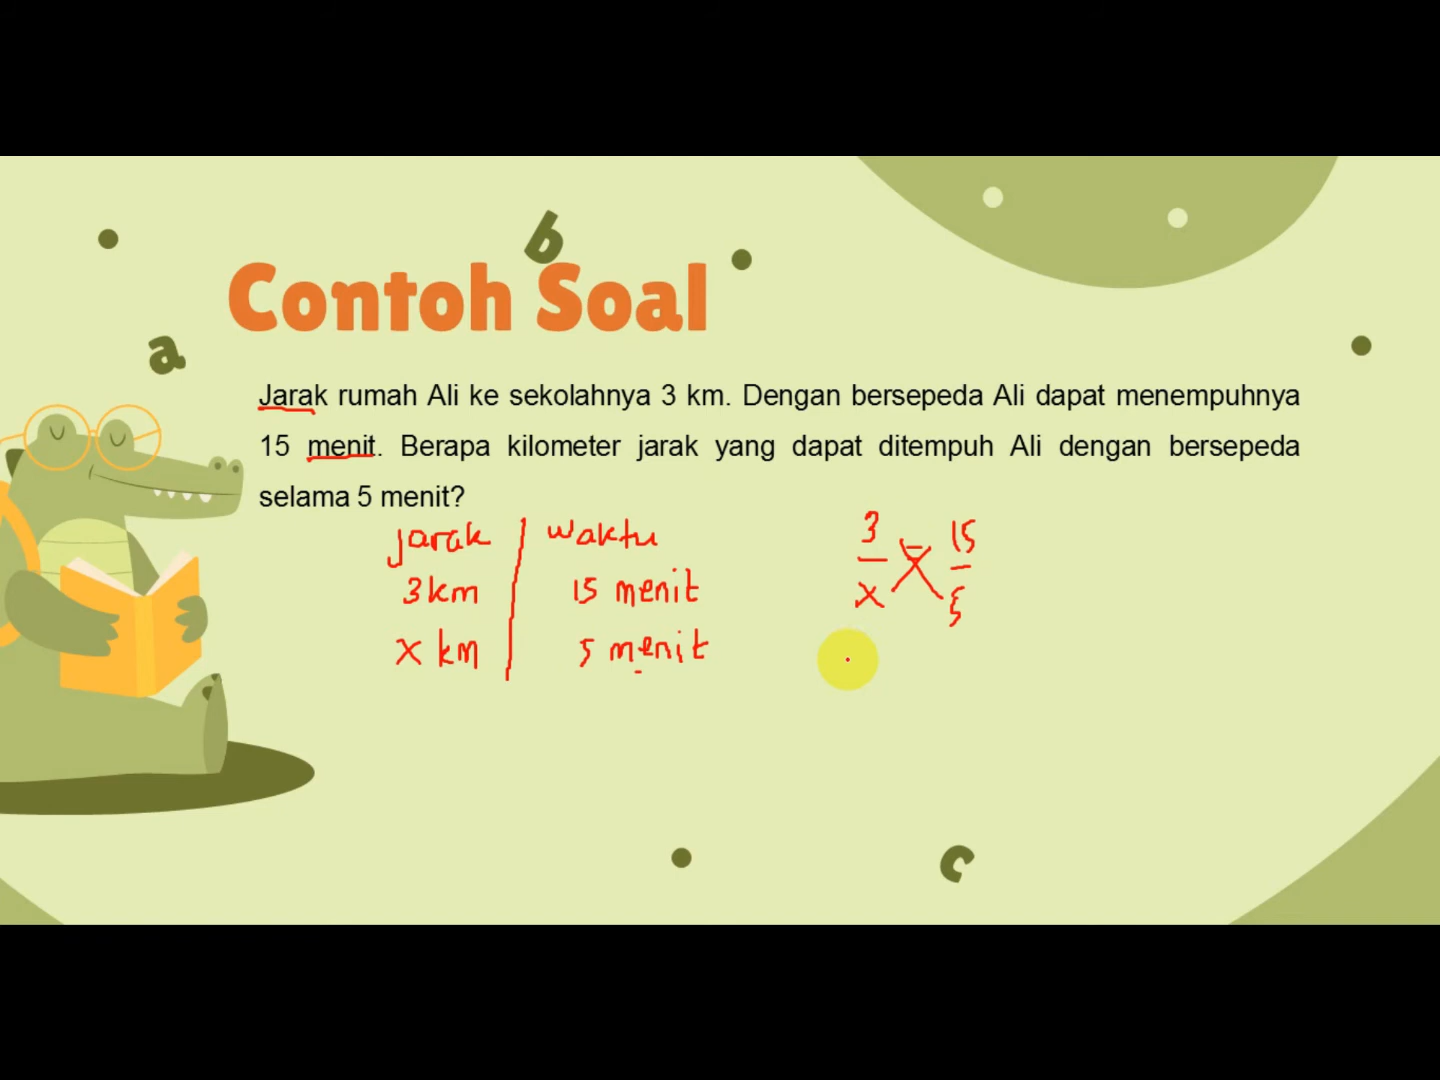 b
Contoh Soal
a
Jarak rumah Ali ke sekolahnya 3 km. Dengan bersepeda Ali dapat menempuhnya
15 menit. Berapa kilometer jarak yang dapat ditempuh Ali dengan bersepeda
selama 5 menit?
jarak | waktu
3 km | 15 menit
x km | 5 menit
3/x = 15/5
c